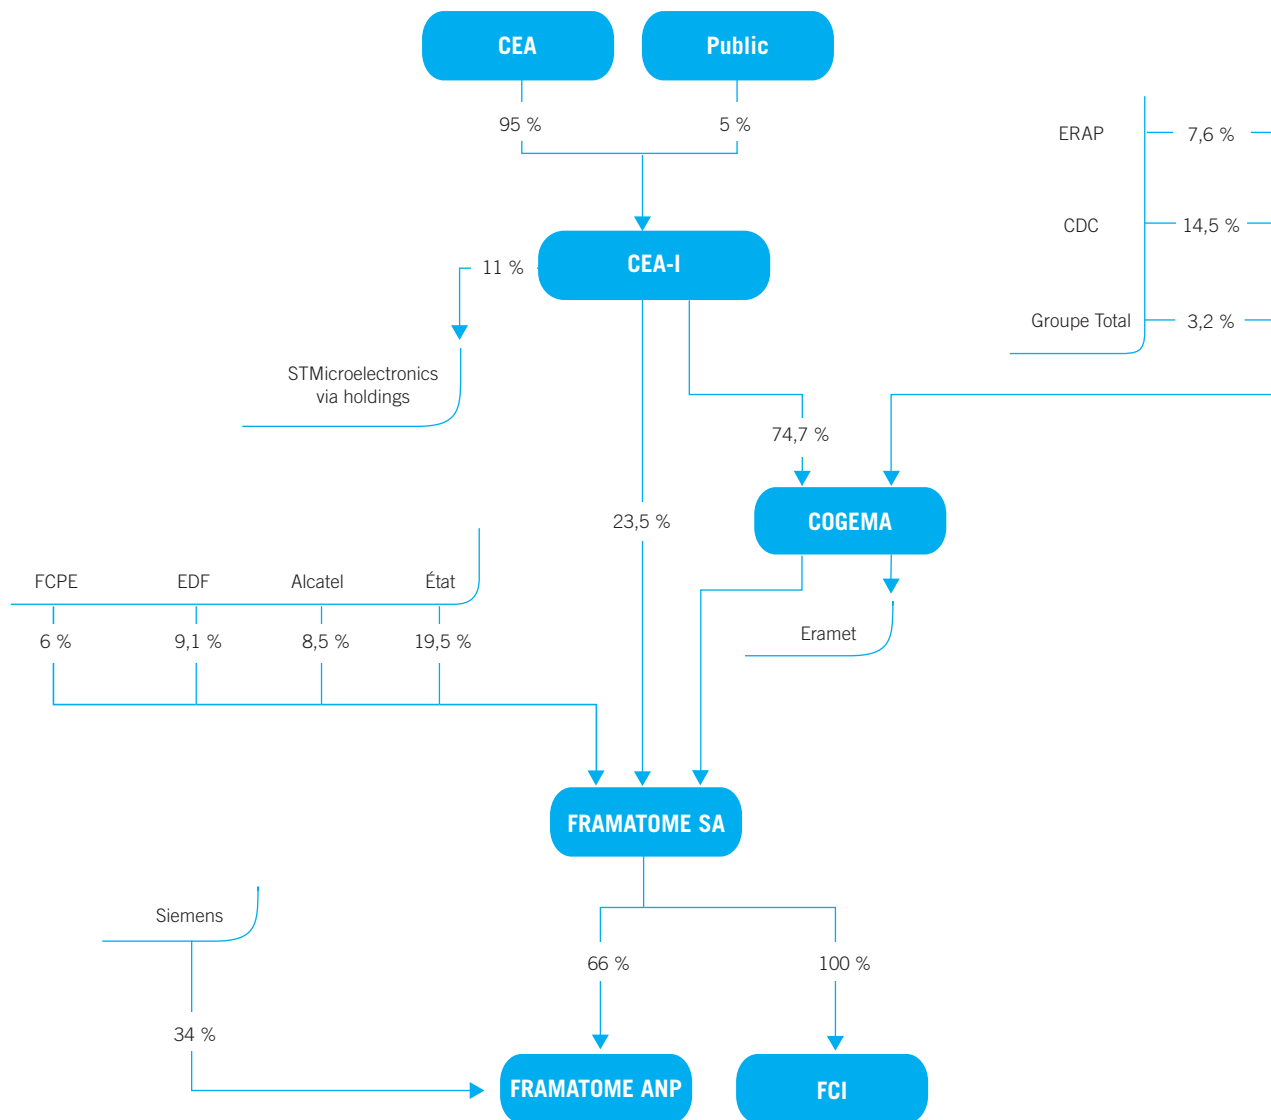 CEA
Public
95 %
5 %
ERAP
7,6 %
CDC
14,5 %
CEA-I
11 %
Groupe Total
3,2 %
STMicroelectronics
via holdings
74,7 %
23,5 %
COGEMA
FCPE
EDF
Alcatel
État
6 %
9,1 %
8,5 %
19,5 %
Eramet
FRAMATOME SA
Siemens
66 %
100 %
34 %
FRAMATOME ANP
FCI